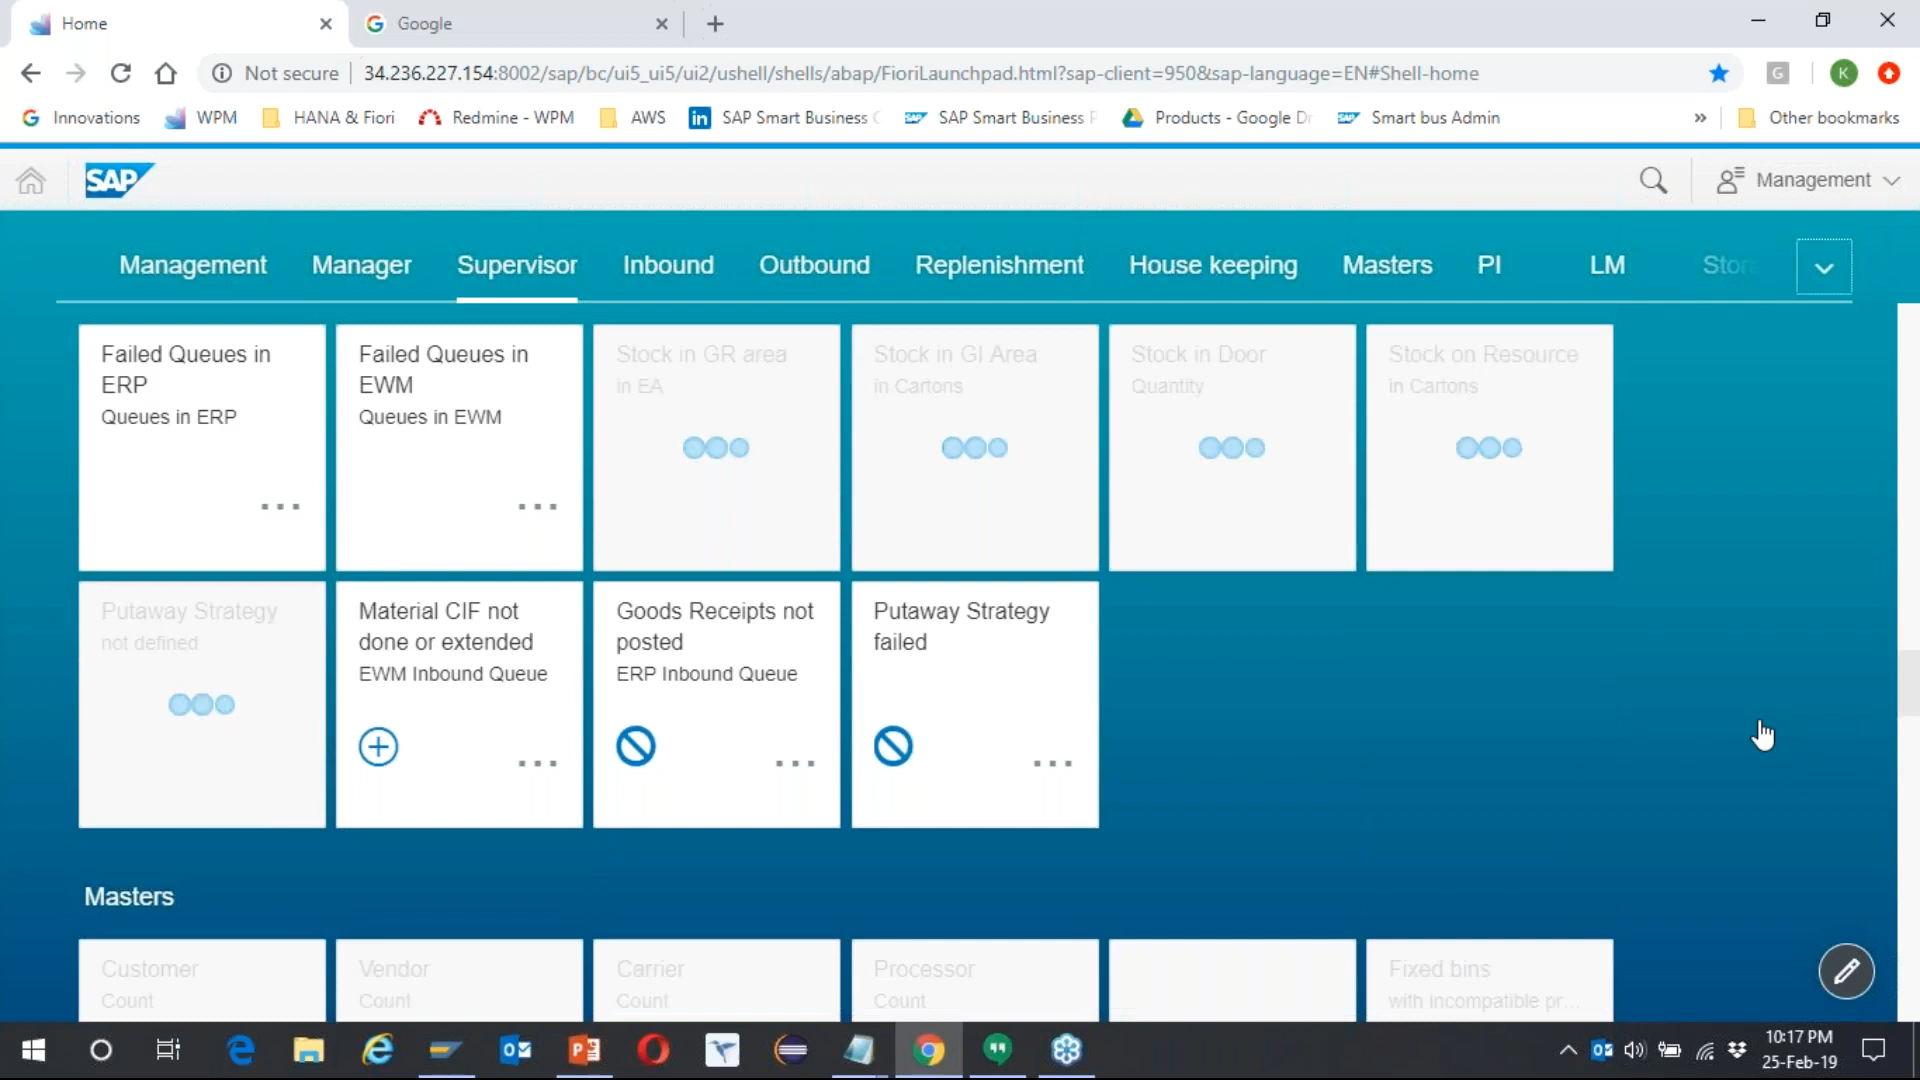 Home
Google
Not secure
34.236.227.154:8002/sap/bc/ui5_ui5/ui2/ushell/shells/abap/FioriLaunchpad.html?sap-client=950&sap-language=EN#Shell-home
G
K
Innovations
WPM
HANA & Fiori
Redmine - WPM
AWS
in
SAP Smart Business
SAP Smart Business
Products - Google
Smart bus Admin
»
Other bookmarks
SAP
Management
Management
Manager
Supervisor
Inbound
Outbound
Replenishment
House keeping
Masters
PI
LM
Failed Queues in
ERP
Queues in ERP
...
Failed Queues in
EWM
Queues in EWM
...
Stock in GR area
in EA
Stock in GI Area
in Cartons
Stock in Door
Quantity
Stock on Resource
in Cartons
Putaway Strategy
not defined
Material CIF not
done or extended
EWM Inbound Queue
...
Goods Receipts not
posted
ERP Inbound Queue
...
Putaway Strategy
failed
...
Masters
Customer
Count
Vendor
Count
Carrier
Count
Processor
Count
Fixed bins
with incompatible pr...
10:17 PM
25-Feb-19